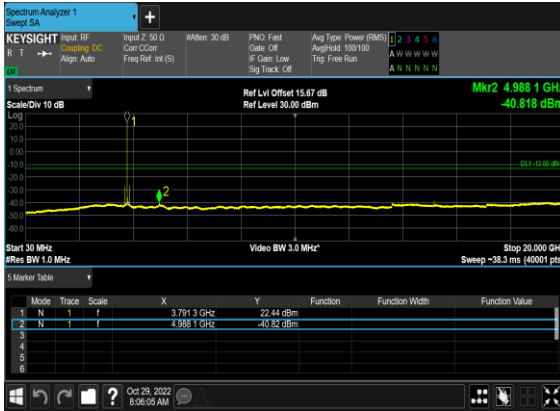 Spectrum Analyzer 1
Swept SA
+
KEYSIGHT Input: RF Input Z: 50 Ω #Atten: 30 dB PNO: Fast Avg Type: Power (RMS) 1 2 3 4 5 6
R T Coupling: DC Corr CCorr Gate: Off Avg|Hold: 100/100 A W W W W W
Align: Auto Freq Ref: Int (S) IF Gain: Low Trig: Free Run
Sig Track: Off A N N N N N
1 Spectrum Ref Lvl Offset 15.67 dB Mkr2 4.988 1 GHz
Scale/Div 10 dB Ref Level 30.00 dBm -40.818 dBm
Log
20.0
10.0
0.00
-10.0
DL1 -13.00 dBm
-20.0
-30.0
-40.0
-50.0
-60.0
1
2
Start 30 MHz Video BW 3.0 MHz* Stop 20.000 GHz
#Res BW 1.0 MHz Sweep ~38.3 ms (40001 pts)
5 Marker Table
Mode Trace Scale X Y Function Function Width Function Value
1 N 1 f 3.791 3 GHz 22.44 dBm
2 N 1 f 4.988 1 GHz -40.82 dBm
3
4
5
6
? Oct 29, 2022
8:06:05 AM